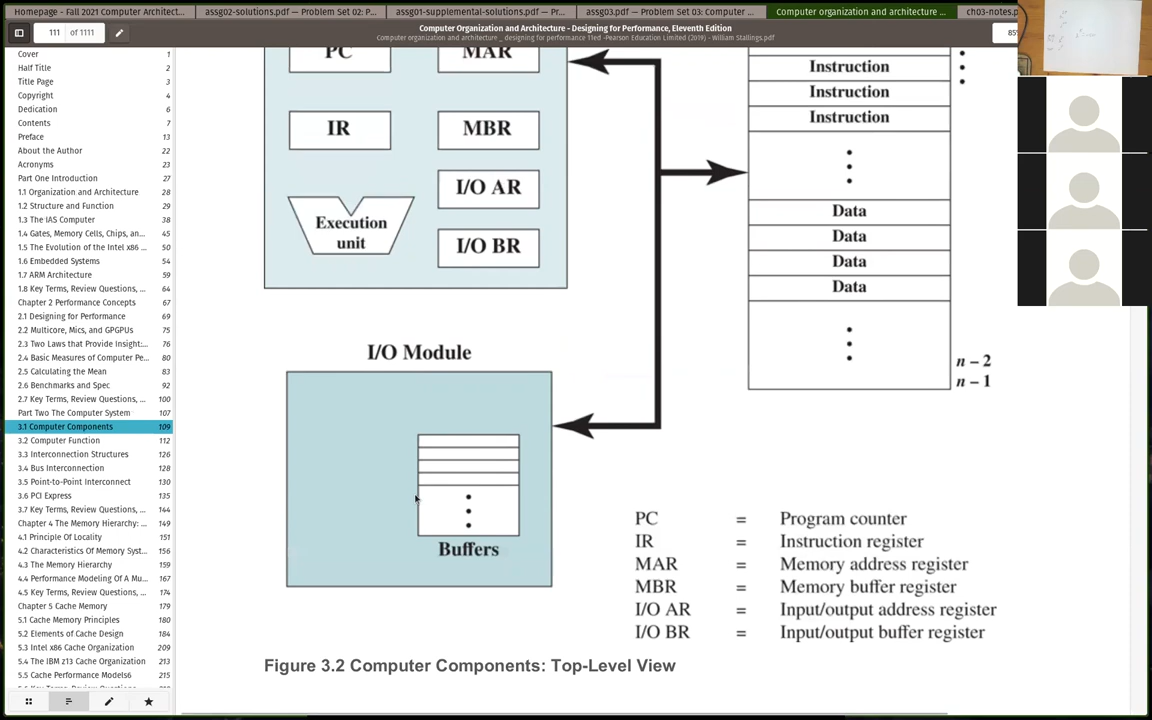 Homepage - Fall 2021 Computer Architect...
assg02-solutions.pdf — Problem Set 02: P...
assg01-supplemental-solutions.pdf — Pr...
assg03.pdf — Problem Set 03: Computer ...
Computer organization and architecture ...
ch03-notes.p
111 of 1111
Computer Organization and Architecture - Designing for Performance, Eleventh Edition
Computer organization and architecture _ designing for performance 11ed -Pearson Education Limited (2019) - William Stallings.pdf
85%
Cover 1
Half Title 2
Title Page 3
Copyright 4
Dedication 6
Contents 7
Preface 13
About the Author 22
Acronyms 23
Part One Introduction 27
1.1 Organization and Architecture 28
1.2 Structure and Function 29
1.3 The IAS Computer 38
1.4 Gates, Memory Cells, Chips, an... 45
1.5 The Evolution of the Intel x86 ... 50
1.6 Embedded Systems 54
1.7 ARM Architecture 59
1.8 Key Terms, Review Questions, ... 64
Chapter 2 Performance Concepts 67
2.1 Designing for Performance 69
2.2 Multicore, Mics, and GPGPUs 75
2.3 Two Laws that Provide Insight:... 76
2.4 Basic Measures of Computer Pe... 80
2.5 Calculating the Mean 83
2.6 Benchmarks and Spec 92
2.7 Key Terms, Review Questions, ... 100
Part Two The Computer System 107
3.1 Computer Components 109
3.2 Computer Function 112
3.3 Interconnection Structures 126
3.4 Bus Interconnection 128
3.5 Point-to-Point Interconnect 130
3.6 PCI Express 135
3.7 Key Terms, Review Questions, ... 144
Chapter 4 The Memory Hierarchy: ... 149
4.1 Principle Of Locality 151
4.2 Characteristics Of Memory Syst... 156
4.3 The Memory Hierarchy 159
4.4 Performance Modeling Of A Mu... 167
4.5 Key Terms, Review Questions, ... 174
Chapter 5 Cache Memory 179
5.1 Cache Memory Principles 180
5.2 Elements of Cache Design 184
5.3 Intel x86 Cache Organization 209
5.4 The IBM z13 Cache Organization 213
5.5 Cache Performance Models6 215
PC
MAR
IR
MBR
I/O AR
Execution
unit
I/O BR
Instruction
Instruction
Instruction
Data
Data
Data
Data
n – 2
n – 1
I/O Module
Buffers
PC = Program counter
IR = Instruction register
MAR = Memory address register
MBR = Memory buffer register
I/O AR = Input/output address register
I/O BR = Input/output buffer register
Figure 3.2 Computer Components: Top-Level View